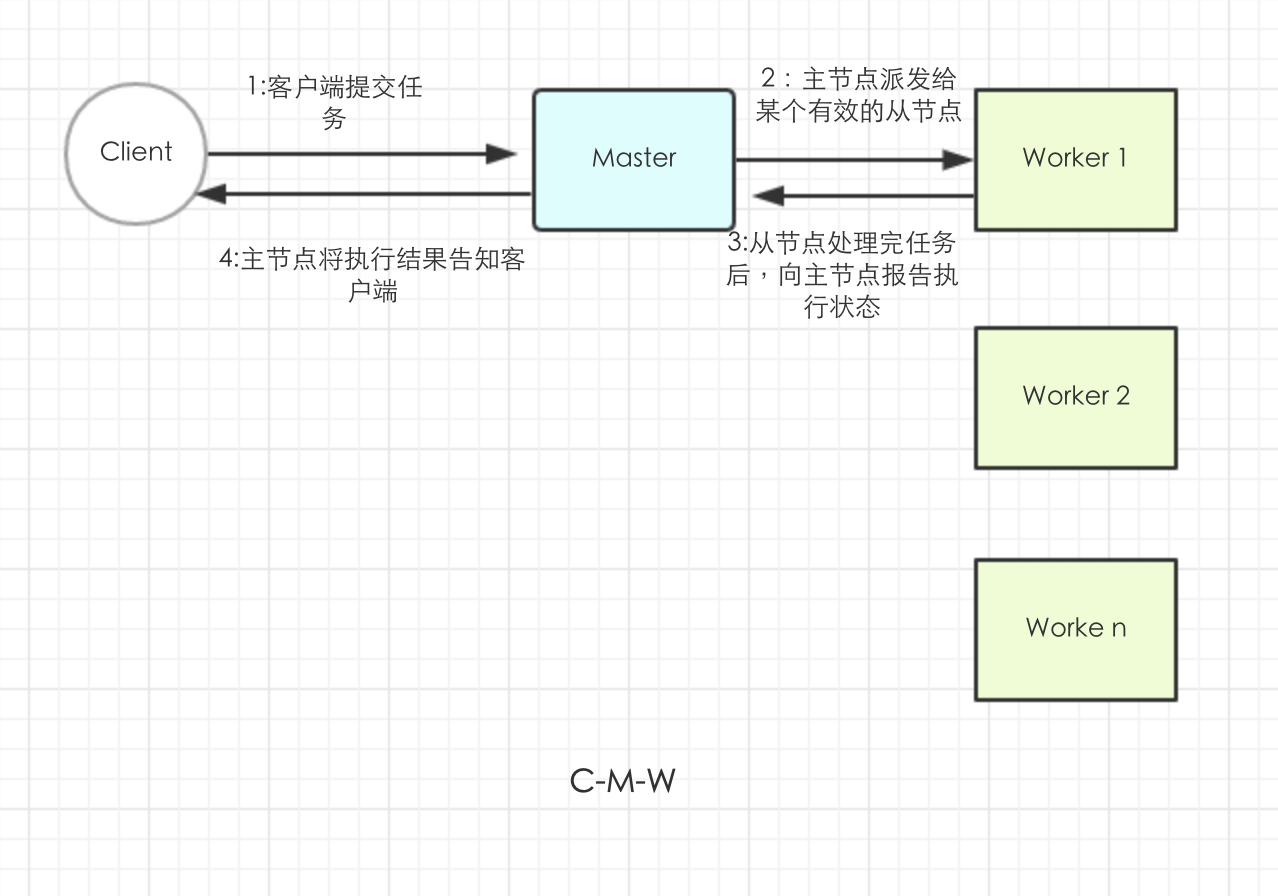 1:客户端提交任
务
2：主节点派发给
某个有效的从节点
Client
Master
Worker 1
4:主节点将执行结果告知客
户端
3:从节点处理完任务
后，向主节点报告执
行状态
Worker 2
Worke n
C-M-W